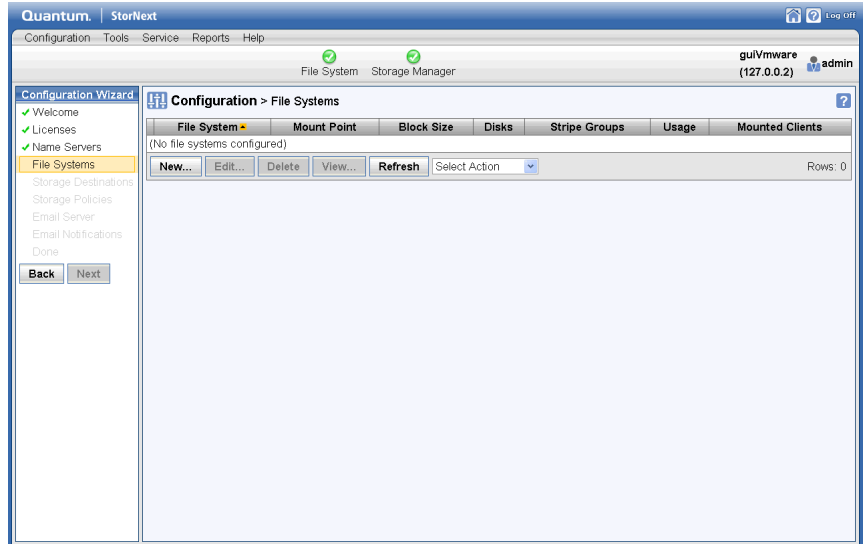 Quantum. | StorNext
Log Off
Configuration Tools Service Reports Help
File System Storage Manager
guiVmware
(127.0.0.2)
admin
Configuration Wizard
Welcome
Licenses
Name Servers
File Systems
Storage Destinations
Storage Policies
Email Server
Email Notifications
Done
Back Next
Configuration > File Systems
?
File System Mount Point Block Size Disks Stripe Groups Usage Mounted Clients
(No file systems configured)
New... Edit... Delete View... Refresh Select Action Rows: 0